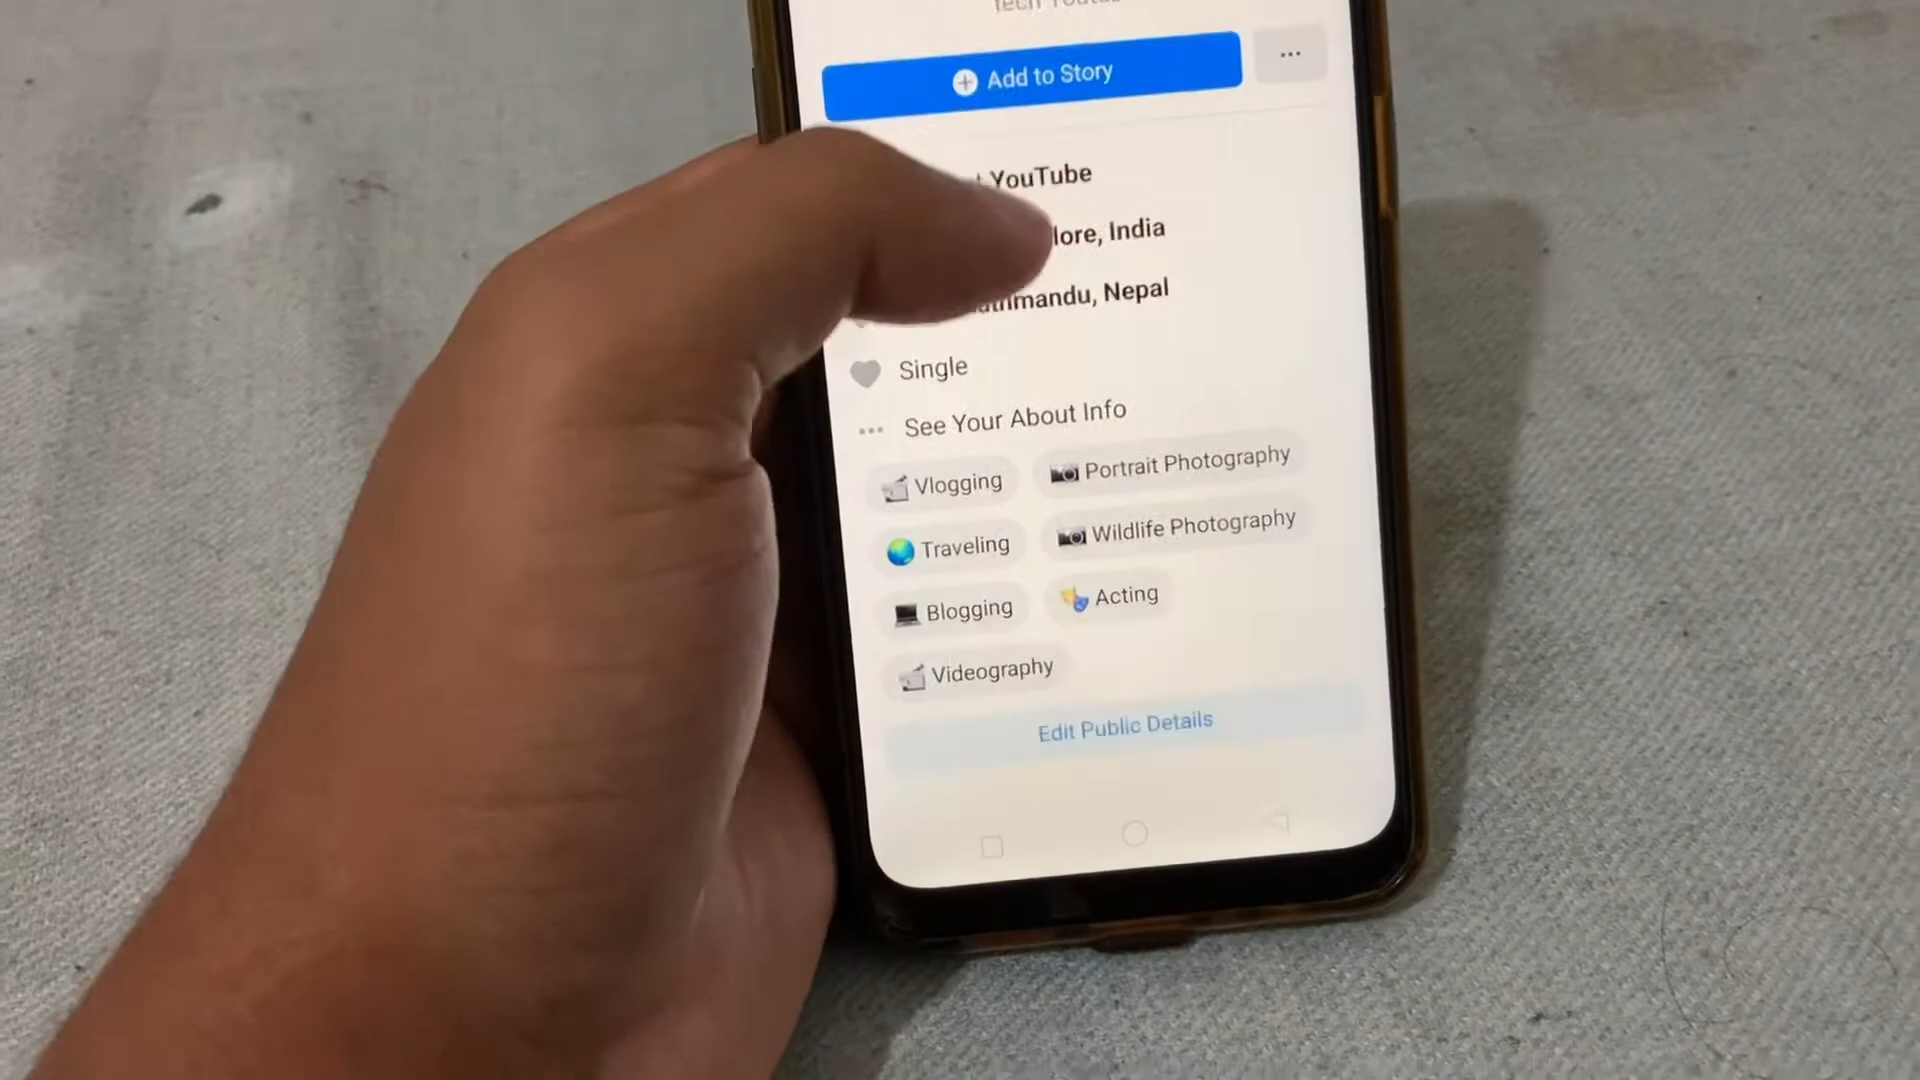 Tech
Add to Story
YouTube
lore, India
mandu, Nepal
Single
See Your About Info
Vlogging
Portrait Photography
Traveling
Wildlife Photography
Blogging
Acting
Videography
Edit Public Details